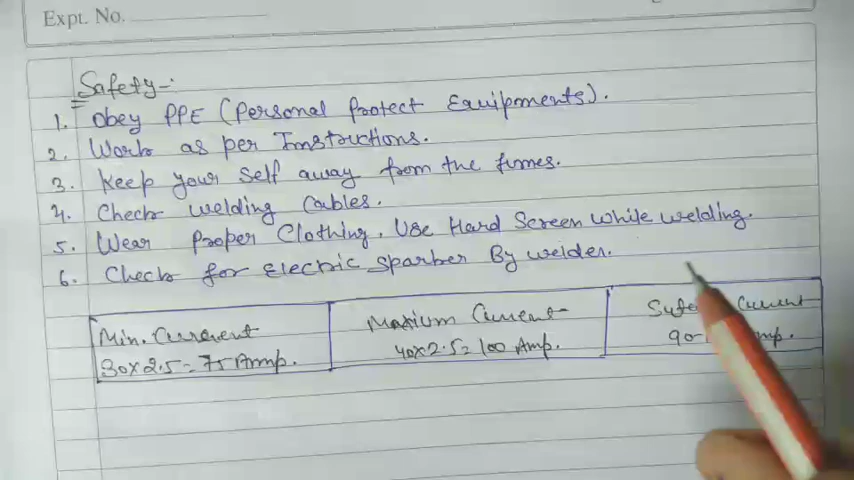 Expt. No.
Safety-:
1. Obey PPE (Personal Protect Equipments).
2. Work as per Instructions.
3. Keep your Self away from the fumes.
4. Check welding Cables.
5. Wear Proper Clothing. Use Hard Screen while welding.
6. Check for Electric Sparker By welder.
Min. Current Maxium Current Current
30x2.5= 75 Amp. 40x2.5= 100 Amp. 90-